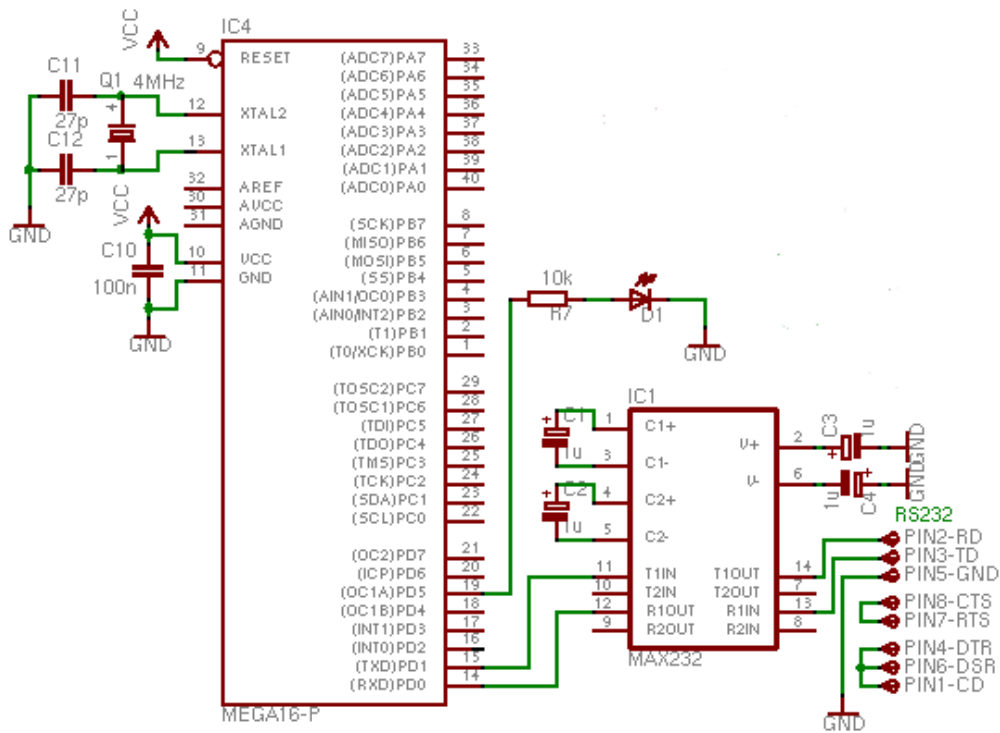 IC4
VCC
9
RESET
(ADC7)PA7
33
(ADC6)PA6
34
(ADC5)PA5
35
(ADC4)PA4
36
(ADC3)PA3
37
(ADC2)PA2
38
(ADC1)PA1
39
(ADC0)PA0
40
C11
27p
Q1
4MHz
4
1
12
XTAL2
13
XTAL1
C12
27p
GND
32
AREF
30
AVCC
31
AGND
VCC
10
VCC
11
GND
C10
100n
GND
(SCK)PB7
8
(MISO)PB6
7
(MOSI)PB5
6
(SS)PB4
5
(AIN1/OC0)PB3
4
(AIN0/INT2)PB2
3
(T1)PB1
2
(T0/XCK)PB0
1
10k
R7
D1
GND
(TOSC2)PC7
29
(TOSC1)PC6
28
(TDI)PC5
27
(TDO)PC4
26
(TMS)PC3
25
(TCK)PC2
24
(SDA)PC1
23
(SCL)PC0
22
(OC2)PD7
21
(ICP)PD6
20
(OC1A)PD5
19
(OC1B)PD4
18
(INT1)PD3
17
(INT0)PD2
16
(TXD)PD1
15
(RXD)PD0
14
MEGA16-P
IC1
C1
1u
1
C1+
3
C1-
C2
1u
4
C2+
5
C2-
V+
2
C3
1u
GND
V-
6
1u
C4
GND
11
T1IN
T1OUT
14
10
T2IN
T2OUT
7
12
R1OUT
R1IN
13
9
R2OUT
R2IN
8
MAX232
RS232
PIN2-RD
PIN3-TD
PIN5-GND
PIN8-CTS
PIN7-RTS
PIN4-DTR
PIN6-DSR
PIN1-CD
GND